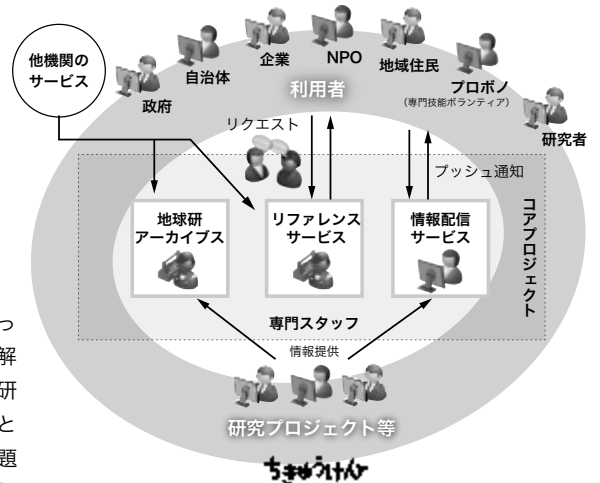 他機関の
サービス
政府
自治体
企業
NPO
地域住民
プロボノ
（専門技能ボランティア）
研究者
利用者
リクエスト
プッシュ通知
コアプロジェクト
地球研
アーカイブス
リファレンス
サービス
情報配信
サービス
専門スタッフ
情報提供
研究プロジェクト等
ちきゅうけん
っ
解
研
と
題